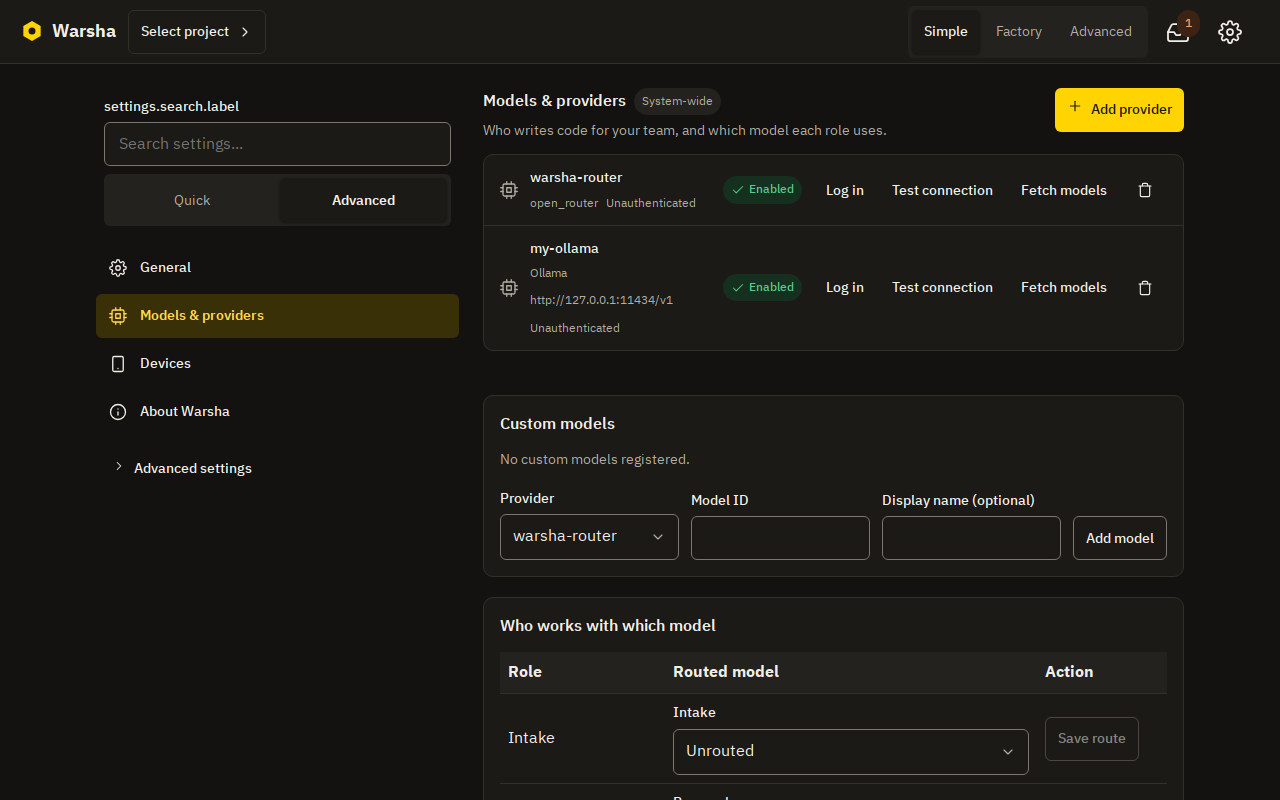 Warsha
Select project
Simple
Factory
Advanced
1
settings.search.label
Search settings...
Quick
Advanced
General
Models & providers
Devices
About Warsha
Advanced settings
Models & providers
System-wide
Who writes code for your team, and which model each role uses.
Add provider
warsha-router
open_router Unauthenticated
Enabled
Log in
Test connection
Fetch models
my-ollama
Ollama
http://127.0.0.1:11434/v1
Unauthenticated
Enabled
Log in
Test connection
Fetch models
Custom models
No custom models registered.
Provider
warsha-router
Model ID
Display name (optional)
Add model
Who works with which model
Role
Routed model
Action
Intake
Intake
Unrouted
Save route